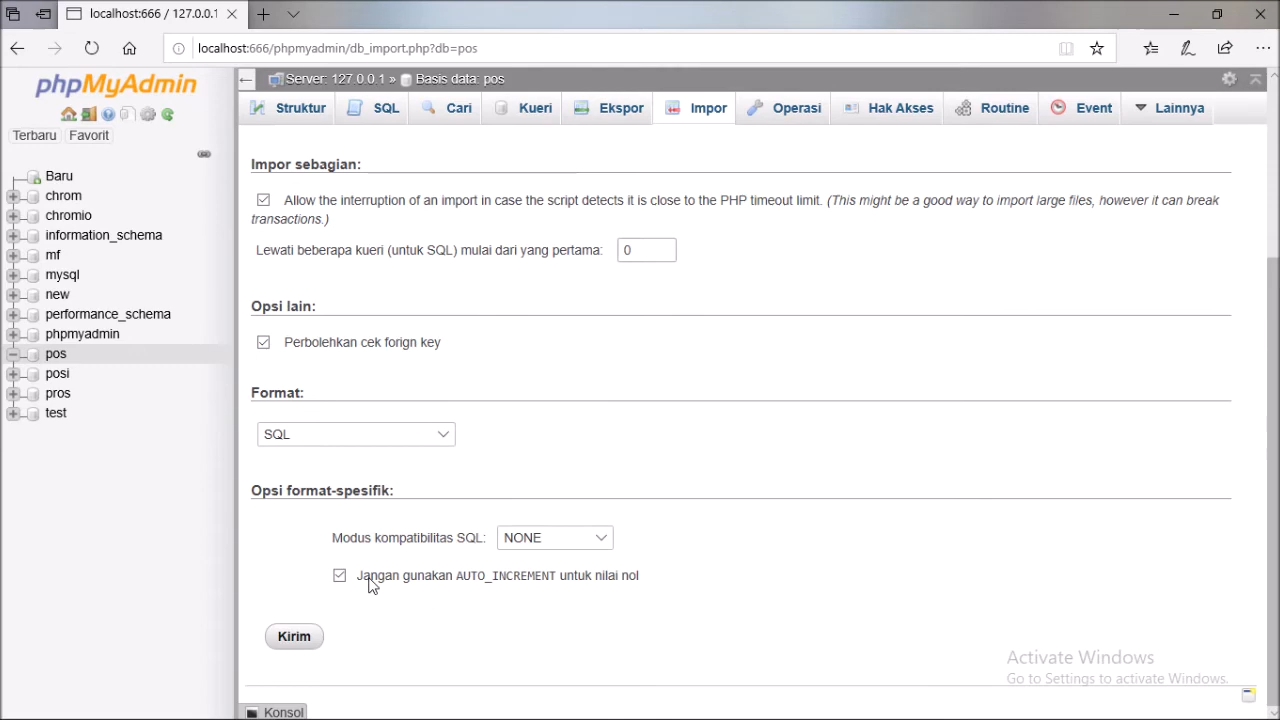 localhost:666 / 127.0.0.1
localhost:666/phpmyadmin/db_import.php?db=pos
phpMyAdmin
Terbaru Favorit
Baru
chrom
chromio
information_schema
mf
mysql
new
performance_schema
phpmyadmin
pos
posi
pros
test
Server: 127.0.0.1 » Basis data: pos
Struktur SQL Cari Kueri Ekspor Impor Operasi Hak Akses Routine Event Lainnya
Impor sebagian:
Allow the interruption of an import in case the script detects it is close to the PHP timeout limit. (This might be a good way to import large files, however it can break
transactions.)
Lewati beberapa kueri (untuk SQL) mulai dari yang pertama: 0
Opsi lain:
Perbolehkan cek forign key
Format:
SQL
Opsi format-spesifik:
Modus kompatibilitas SQL: NONE
Jangan gunakan AUTO_INCREMENT untuk nilai nol
Kirim
Activate Windows
Go to Settings to activate Windows.
Konsol